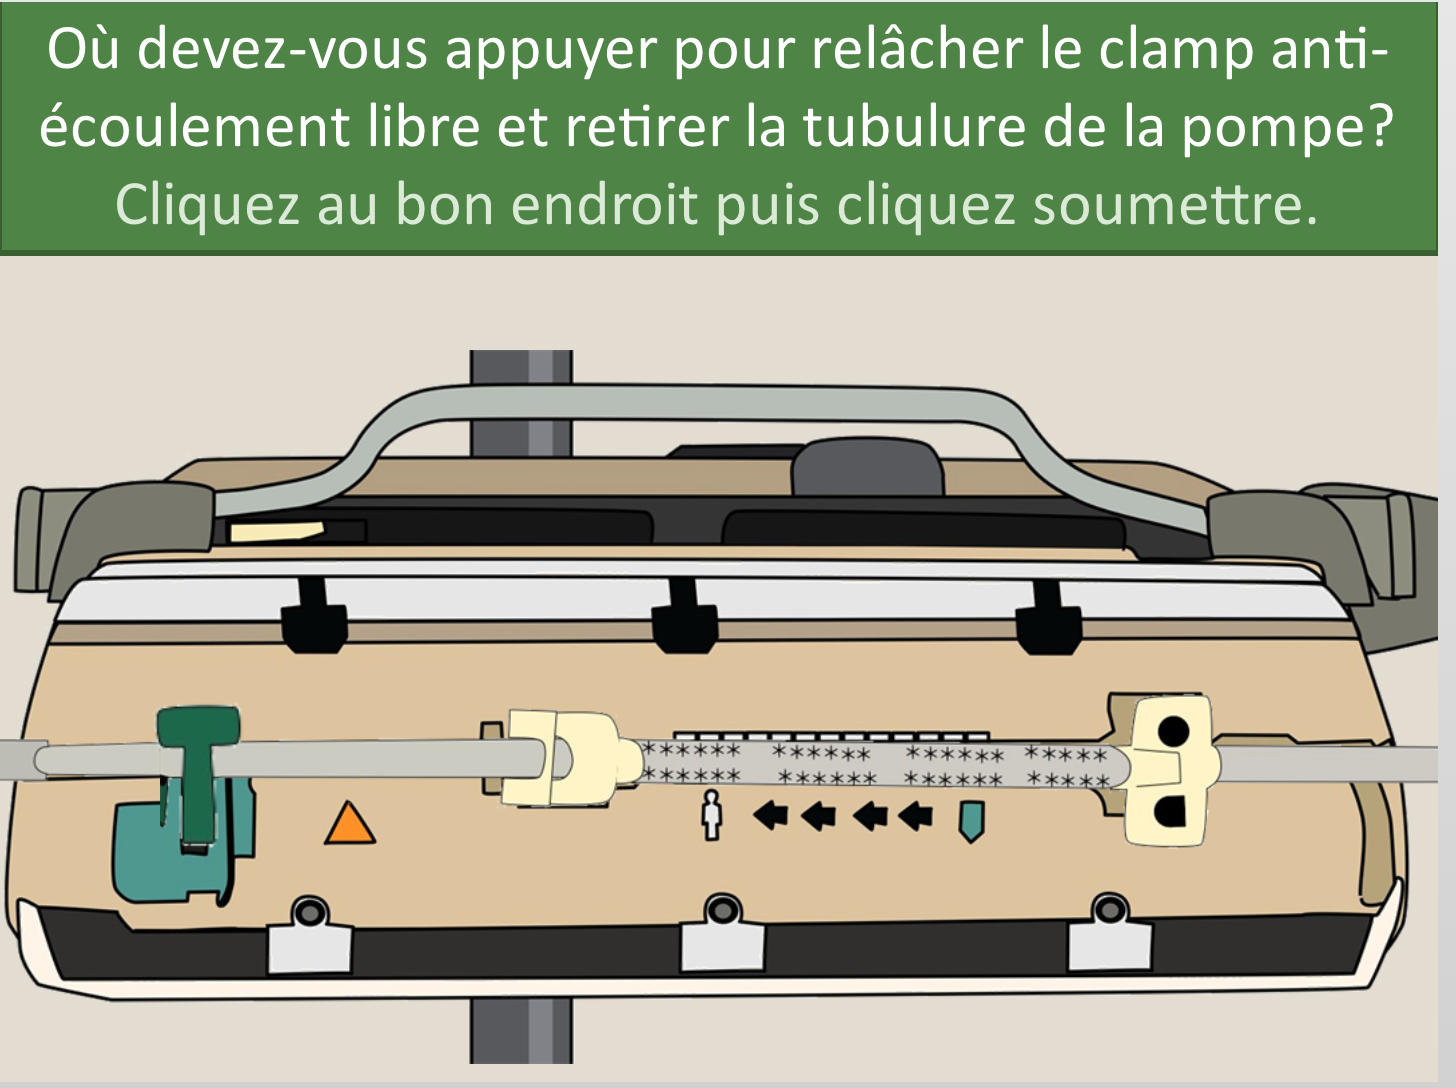 Où devez-vous appuyer pour relâcher le clamp anti-
écoulement libre et retirer la tubulure de la pompe?
Cliquez au bon endroit puis cliquez soumettre.